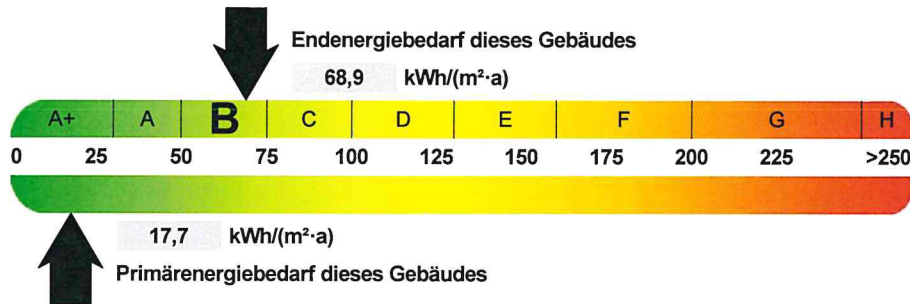 Endenergiebedarf dieses Gebäudes
68,9 kWh/(m²·a)
A+ A B C D E F G H
0 25 50 75 100 125 150 175 200 225 >250
17,7 kWh/(m²·a)
Primärenergiebedarf dieses Gebäudes